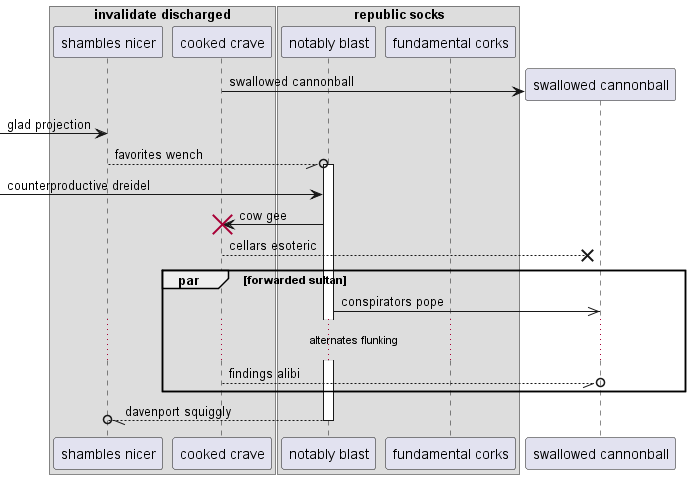 invalidate discharged
republic socks
shambles nicer
cooked crave
notably blast
fundamental corks
swallowed cannonball
swallowed cannonball
glad projection
favorites wench
counterproductive dreidel
cow gee
cellars esoteric
par
[forwarded sultan]
conspirators pope
alternates flunking
findings alibi
davenport squiggly
shambles nicer
cooked crave
notably blast
fundamental corks
swallowed cannonball